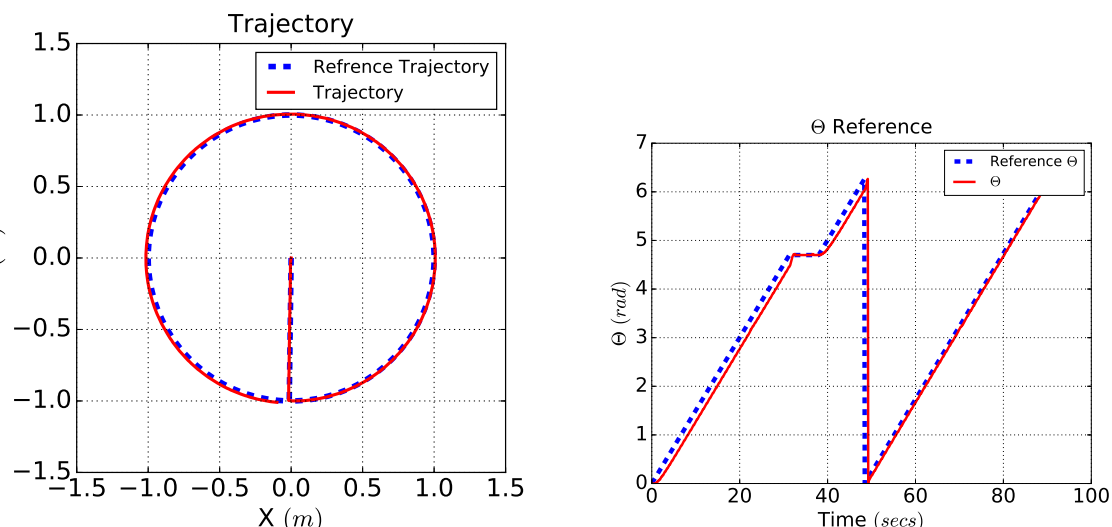 Trajectory
1.5
1.0
0.5
0.0
−0.5
−1.0
−1.5
−1.5 −1.0 −0.5 0.0 0.5 1.0 1.5
X (m)
Refrence Trajectory
Trajectory
Θ Reference
7
6
5
4
3
2
1
0
Θ (rad)
0 20 40 60 80 100
Time (secs)
Reference Θ
Θ